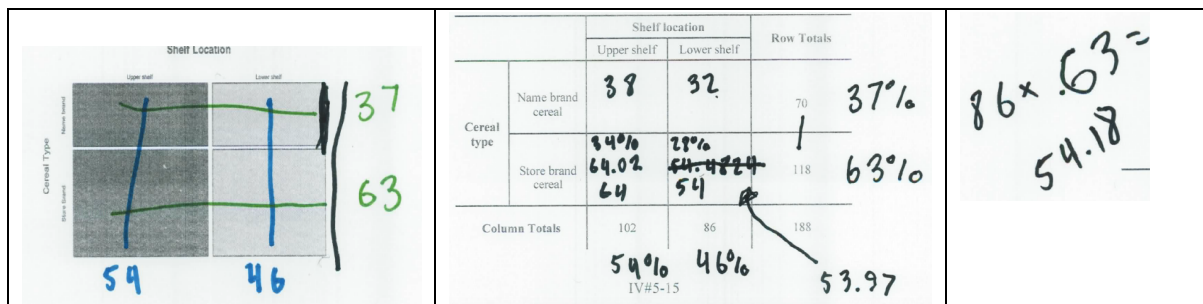 Shelf Location
Upper shelf Lower shelf
Cereal Type
Name brand
Store brand
37
63
54 46
Shelf location
Row Totals
Upper shelf Lower shelf
Cereal type
Name brand cereal
38 32 70 37%
Store brand cereal
34% 29%
64.02 54.4824 118 63%
64 54
Column Totals 102 86 188
54% 46%
53.97
IV#5-15
86 × .63 =
54.18